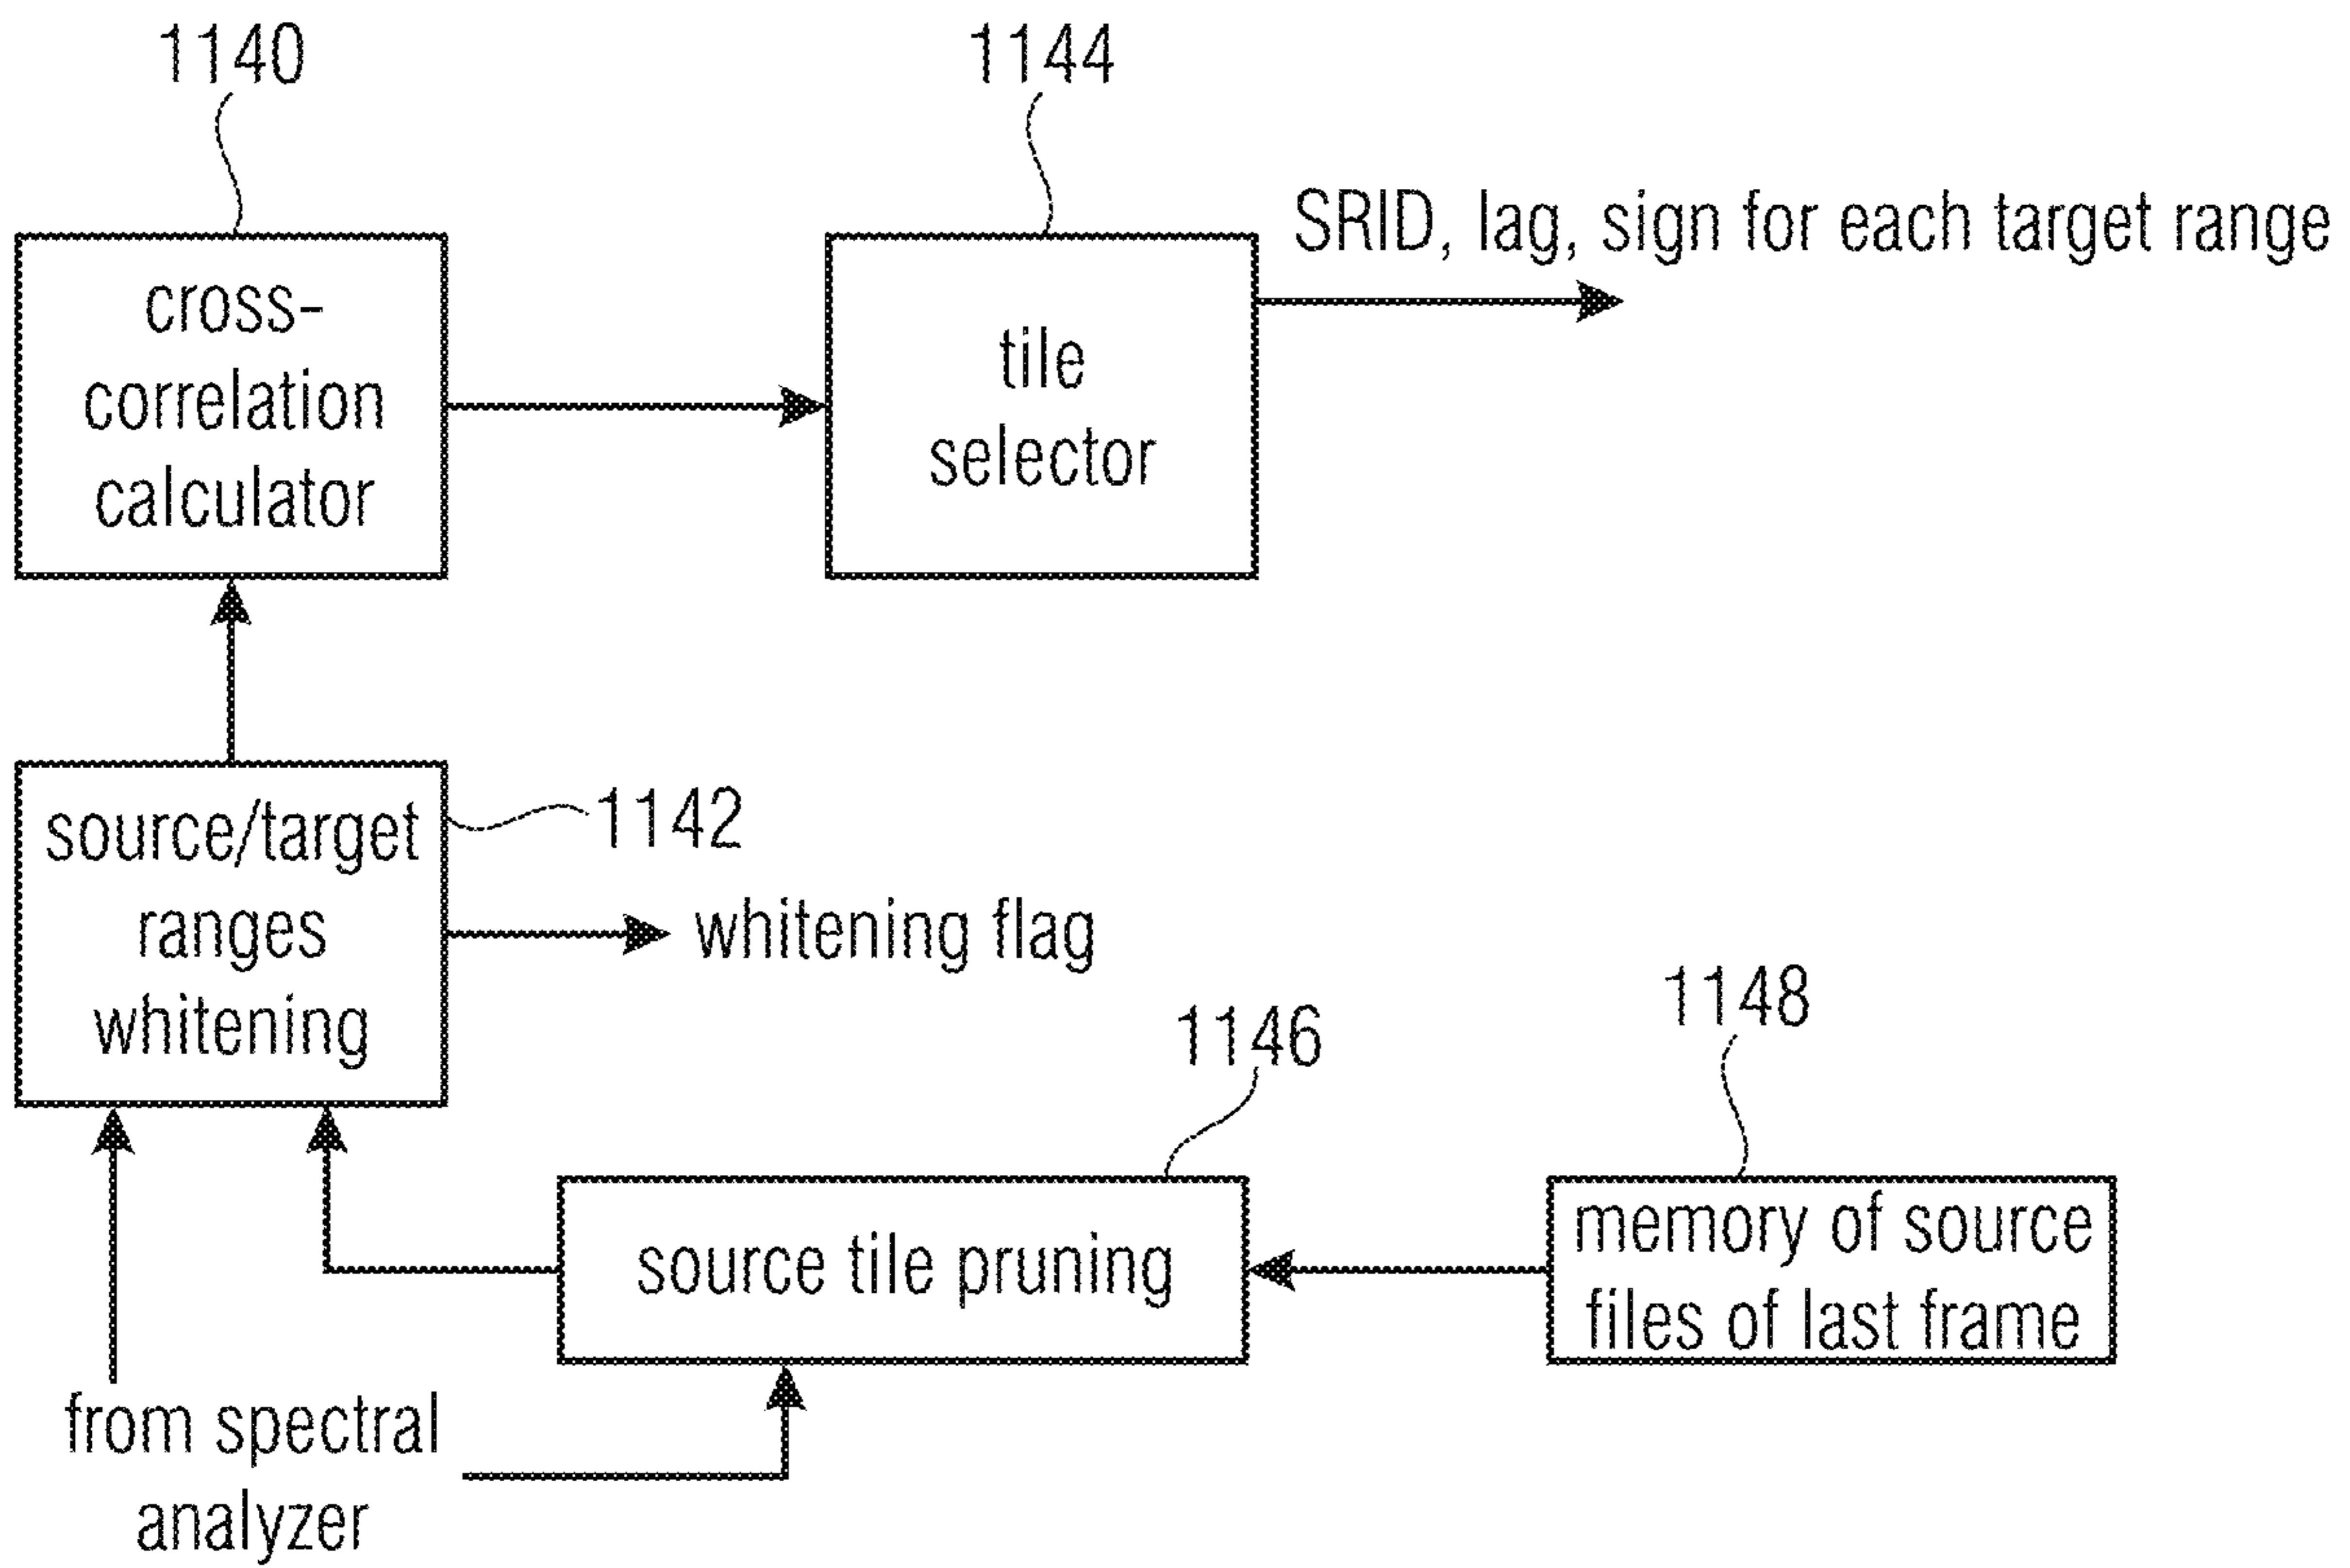 1140
1144
SRID, lag, sign for each target range
cross-
correlation
calculator
tile
selector
source/target
ranges
whitening
1142
whitening flag
1146
1148
source tile pruning
memory of source
files of last frame
from spectral
analyzer